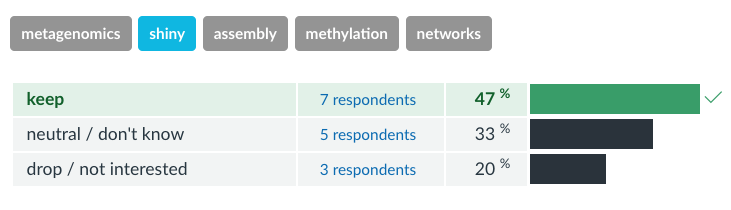 metagenomics shiny assembly methylation networks
keep 7 respondents 47 %
neutral / don't know 5 respondents 33 %
drop / not interested 3 respondents 20 %